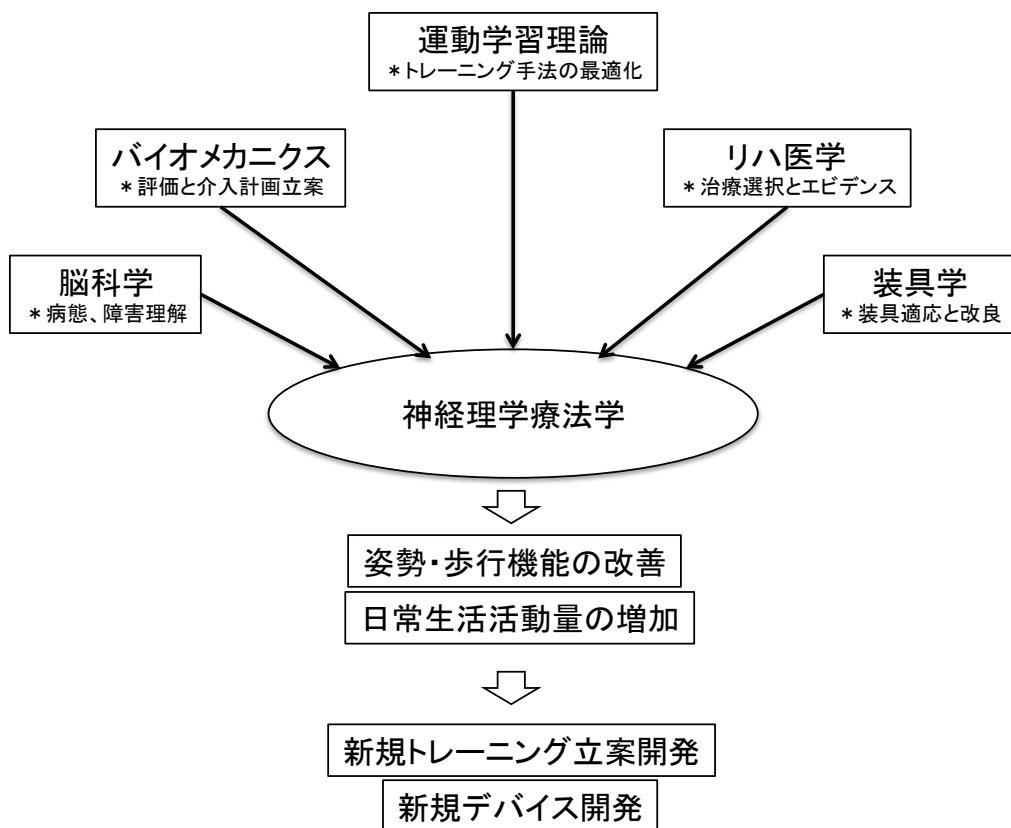 運動学習理論
＊トレーニング手法の最適化
バイオメカニクス
＊評価と介入計画立案
リハ医学
＊治療選択とエビデンス
脳科学
＊病態、障害理解
装具学
＊装具適応と改良
神経理学療法学
姿勢・歩行機能の改善
日常生活活動量の増加
新規トレーニング立案開発
新規デバイス開発